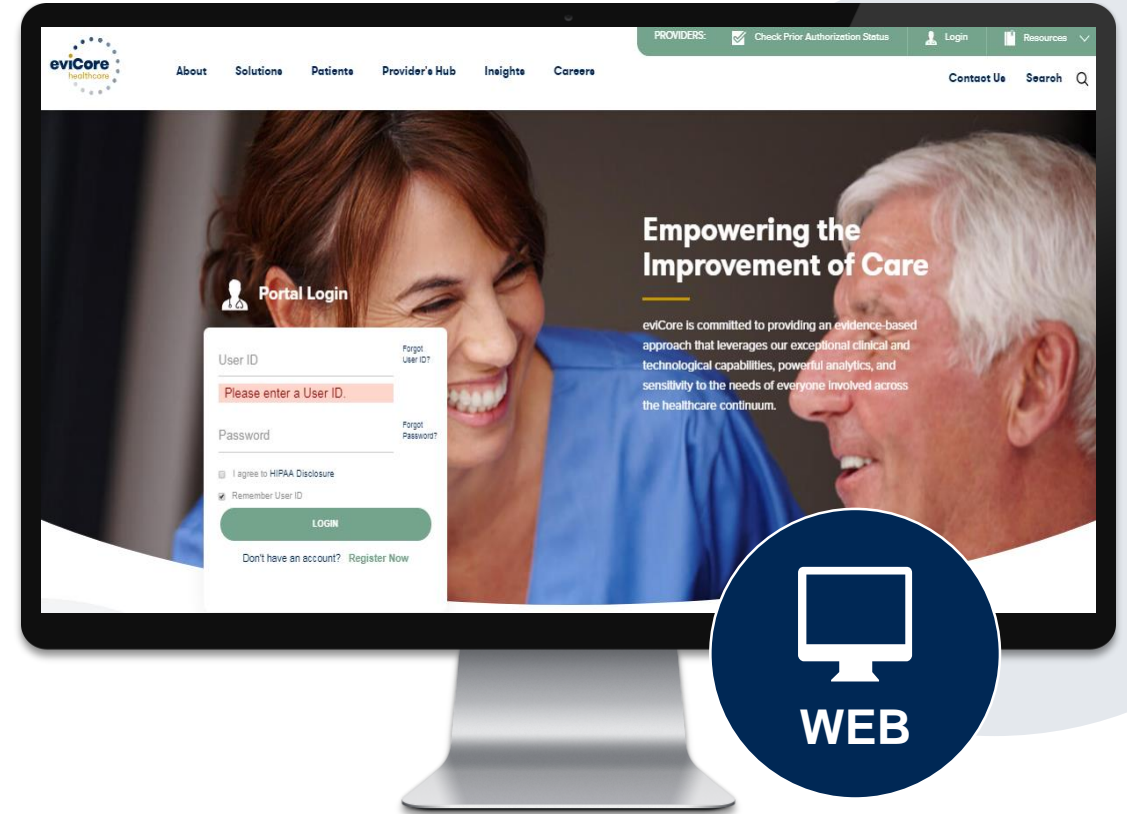 PROVIDERS: Check Prior Authorization Status Login Resources
eviCore
healthcare
About Solutions Patients Provider's Hub Insights Careers
Contact Us Search
Empowering the
Improvement of Care
eviCore is committed to providing an evidence-based
approach that leverages our exceptional clinical and
technological capabilities, powerful analytics, and
sensitivity to the needs of everyone involved across
the healthcare continuum.
Portal Login
User ID
Forgot
User ID?
Please enter a User ID.
Password
Forgot
Password?
I agree to HIPAA Disclosure
Remember User ID
LOGIN
Don't have an account? Register Now
WEB